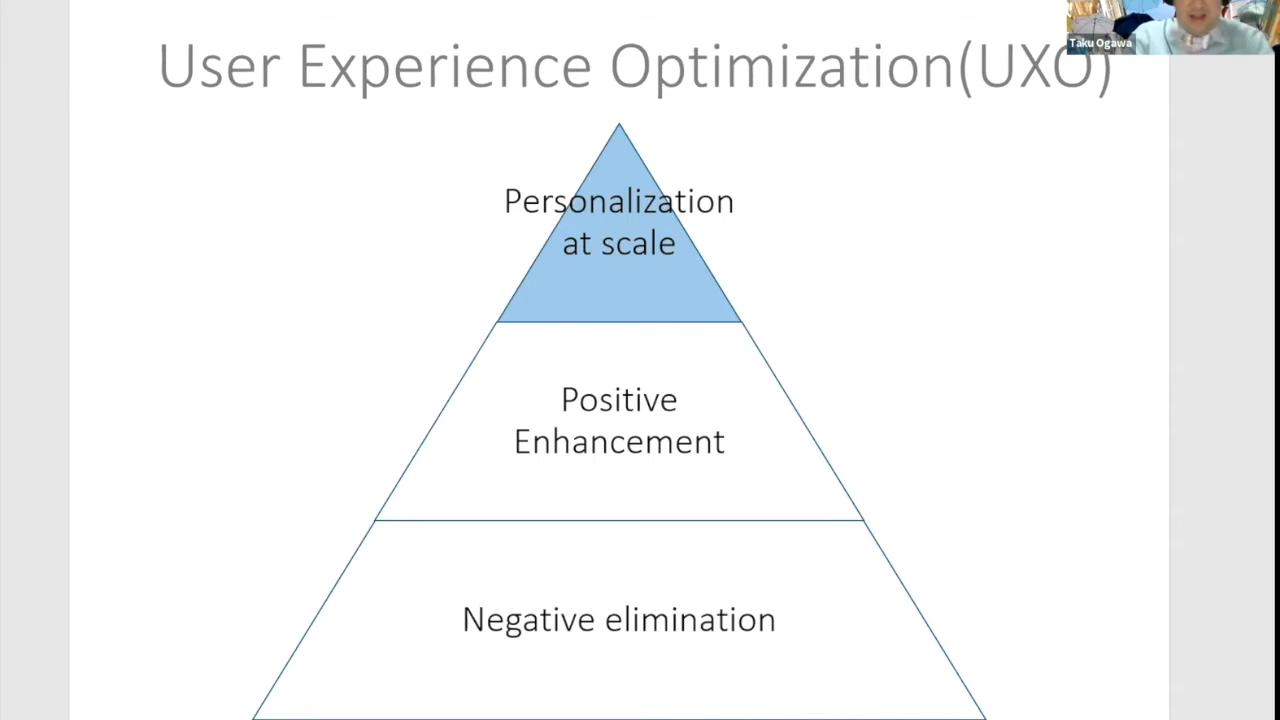 User Experience Optimization(UXO)
Taku Ogawa
Personalization
at scale
Positive
Enhancement
Negative elimination